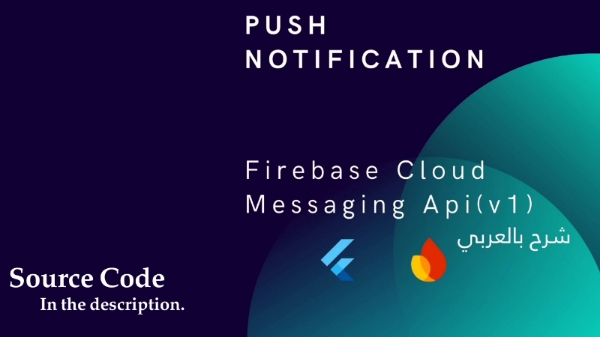 PUSH
NOTIFICATION
Firebase Cloud
Messaging Api(v1)
شرح بالعربي
Source Code
In the description.